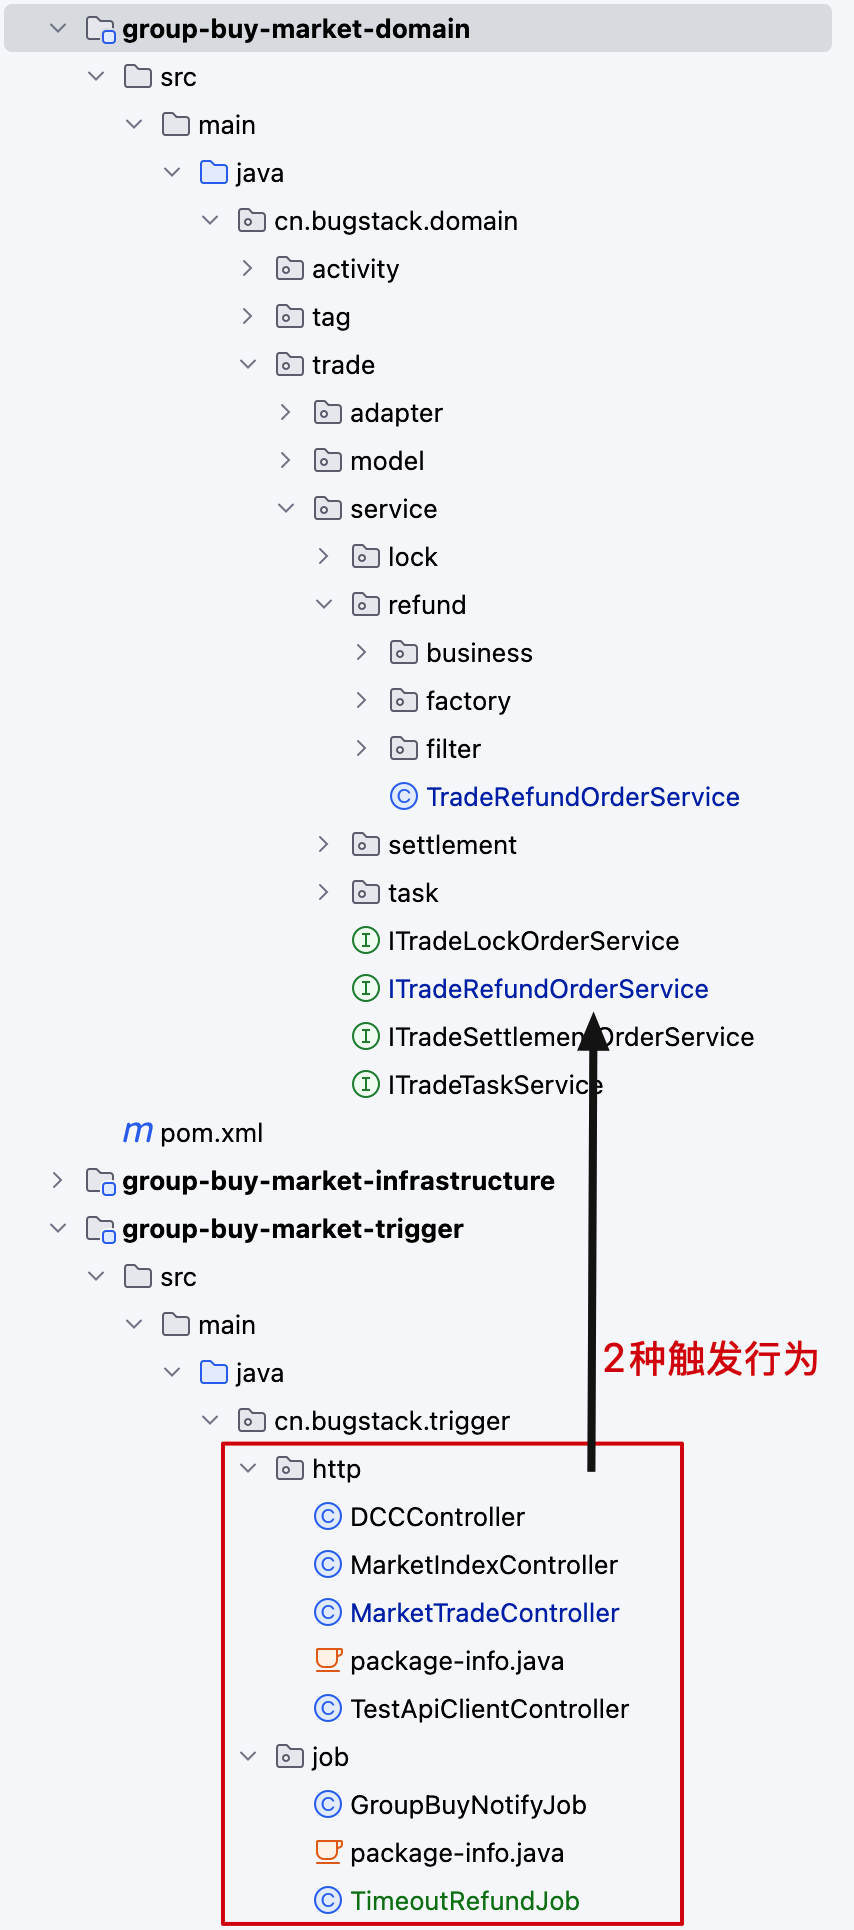 group-buy-market-domain
src
main
java
cn.bugstack.domain
activity
tag
trade
adapter
model
service
lock
refund
business
factory
filter
TradeRefundOrderService
settlement
task
ITradeLockOrderService
ITradeRefundOrderService
ITradeSettlementOrderService
ITradeTaskService
pom.xml
group-buy-market-infrastructure
group-buy-market-trigger
src
main
2种触发行为
java
cn.bugstack.trigger
http
DCCController
MarketIndexController
MarketTradeController
package-info.java
TestApiClientController
job
GroupBuyNotifyJob
package-info.java
TimeoutRefundJob